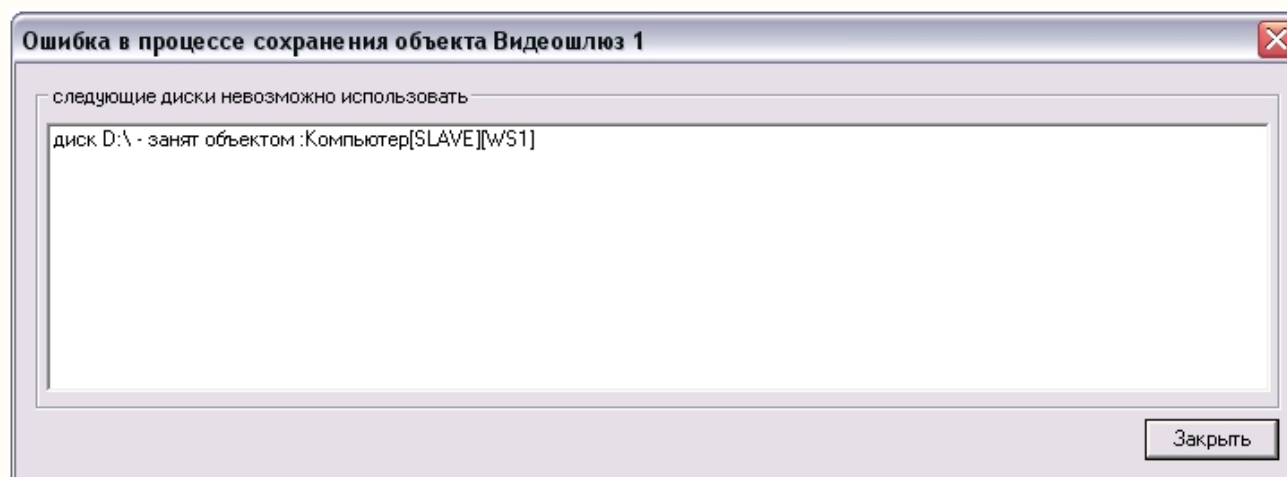 Ошибка в процессе сохранения объекта Видеошлюз 1
следующие диски невозможно использовать
диск D:\ - занят объектом :Компьютер[SLAVE][WS1]
Закрыть